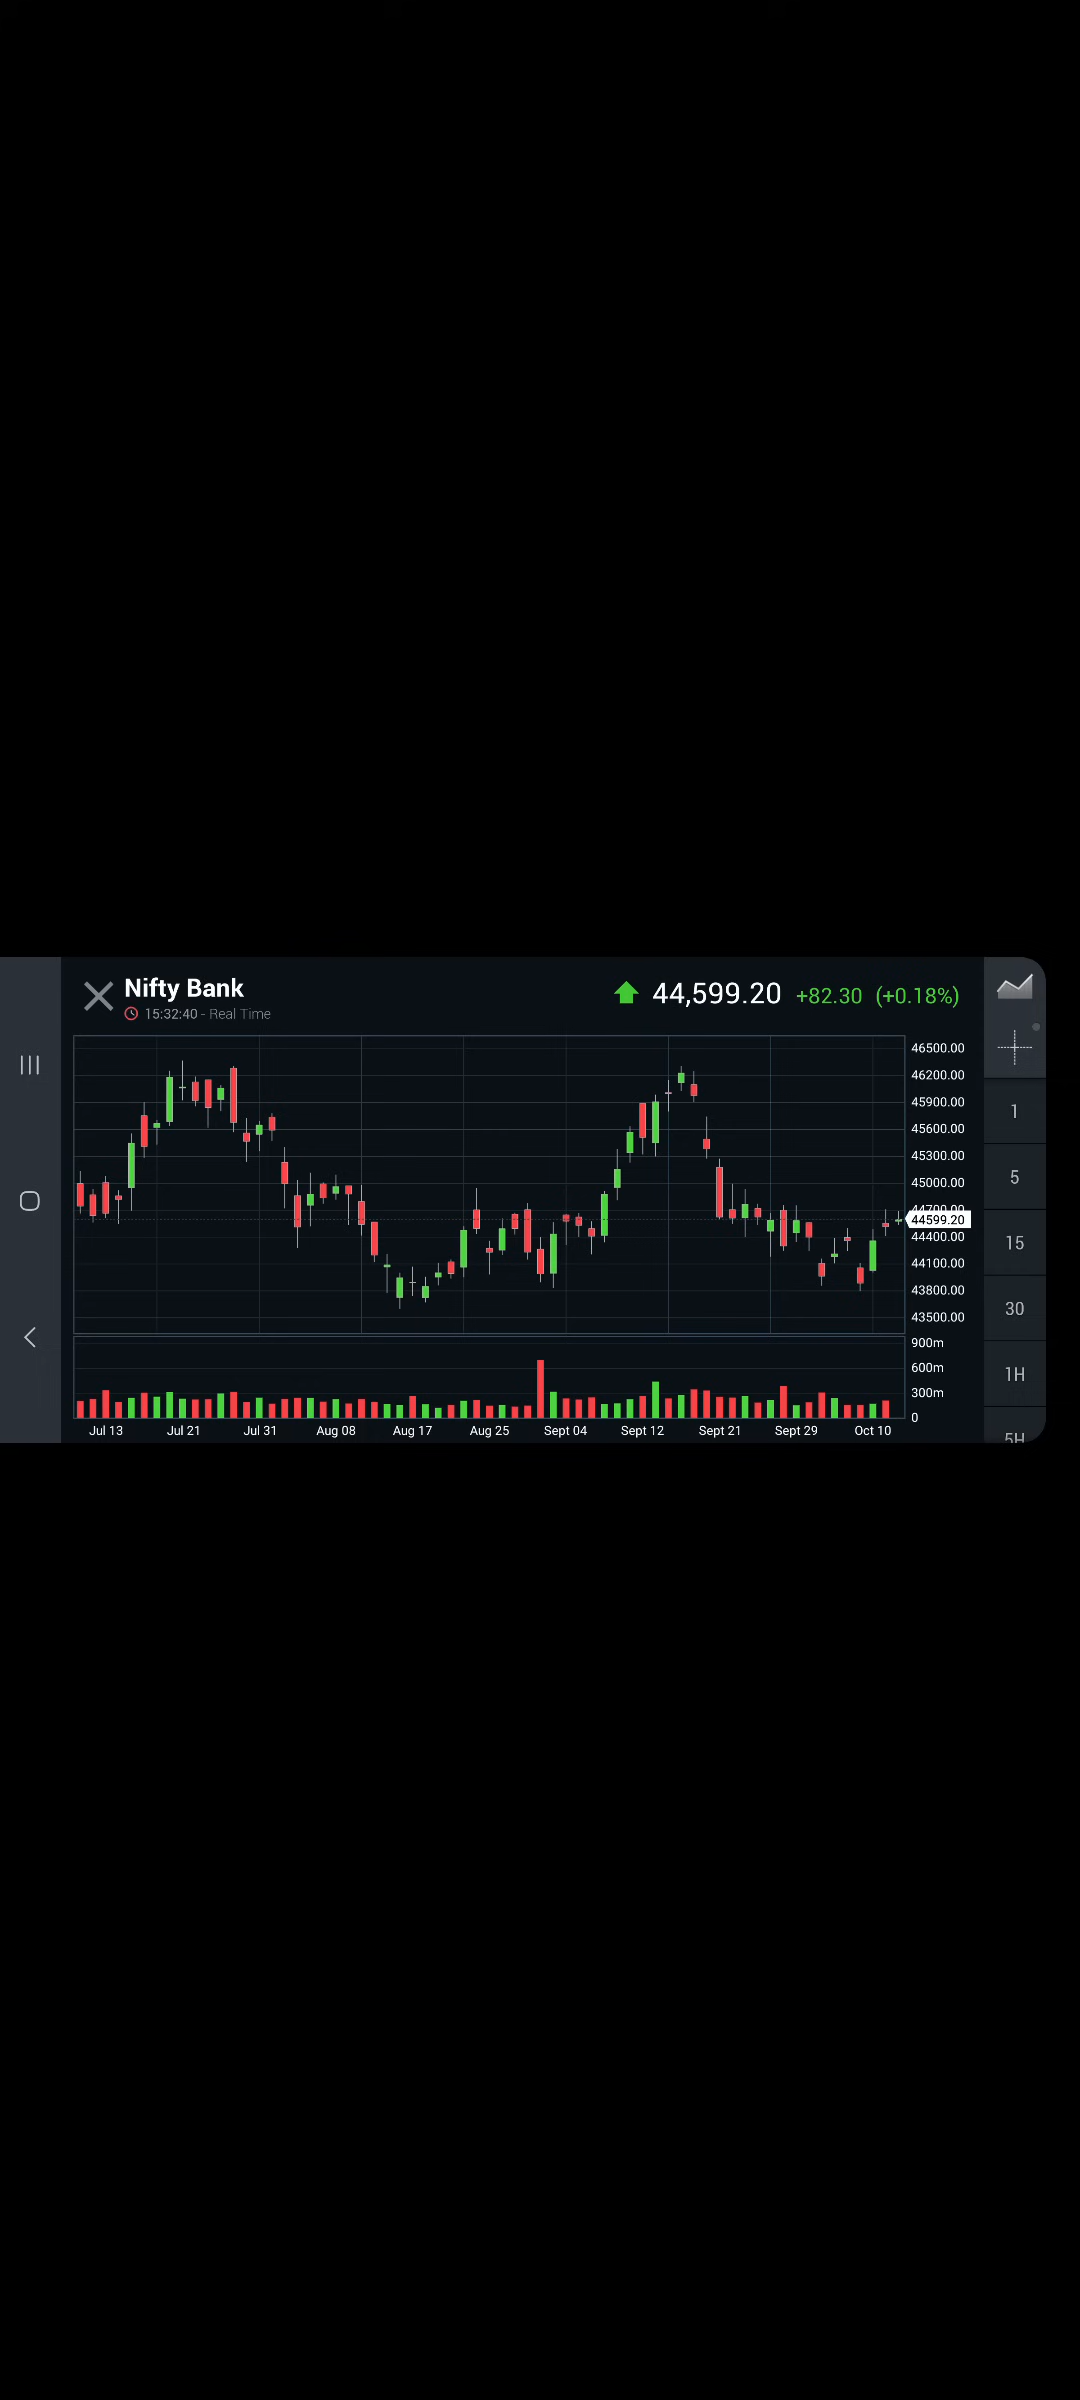 Nifty Bank
15:32:40 - Real Time
44,599.20 +82.30 (+0.18%)
46500.00
46200.00
45900.00
45600.00
45300.00
45000.00
44700.00
44599.20
44400.00
44100.00
43800.00
43500.00
900m
600m
300m
0
Jul 13 Jul 21 Jul 31 Aug 08 Aug 17 Aug 25 Sept 04 Sept 12 Sept 21 Sept 29 Oct 10
1
5
15
30
1H
5H